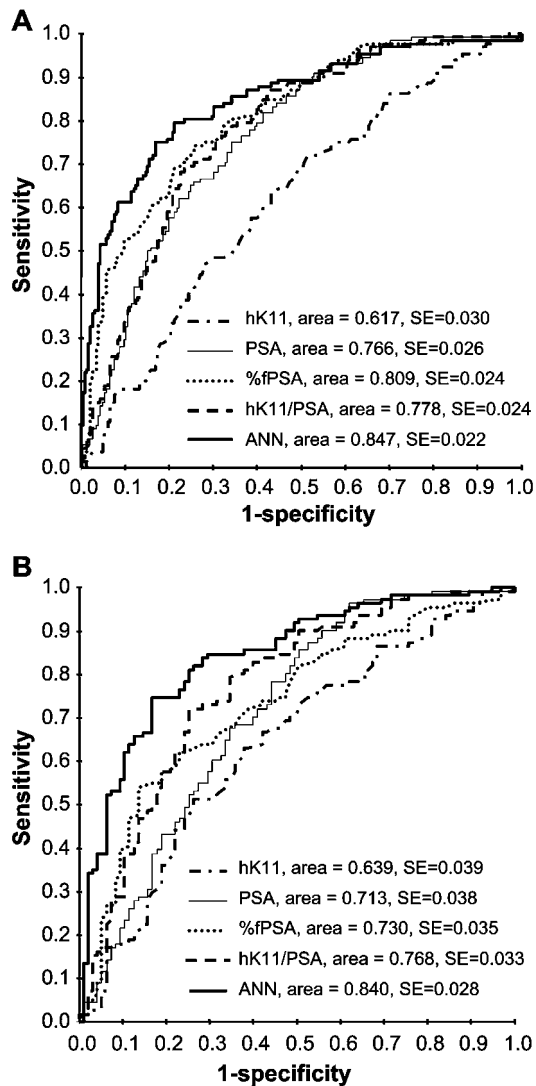 A
Sensitivity
1.0
0.9
0.8
0.7
0.6
0.5
0.4
0.3
0.2
0.1
0.0
hK11, area = 0.617, SE=0.030
PSA, area = 0.766, SE=0.026
%fPSA, area = 0.809, SE=0.024
hK11/PSA, area = 0.778, SE=0.024
ANN, area = 0.847, SE=0.022
0.0 0.1 0.2 0.3 0.4 0.5 0.6 0.7 0.8 0.9 1.0
1-specificity
B
Sensitivity
1.0
0.9
0.8
0.7
0.6
0.5
0.4
0.3
0.2
0.1
0.0
hK11, area = 0.639, SE=0.039
PSA, area = 0.713, SE=0.038
%fPSA, area = 0.730, SE=0.035
hK11/PSA, area = 0.768, SE=0.033
ANN, area = 0.840, SE=0.028
0.0 0.1 0.2 0.3 0.4 0.5 0.6 0.7 0.8 0.9 1.0
1-specificity